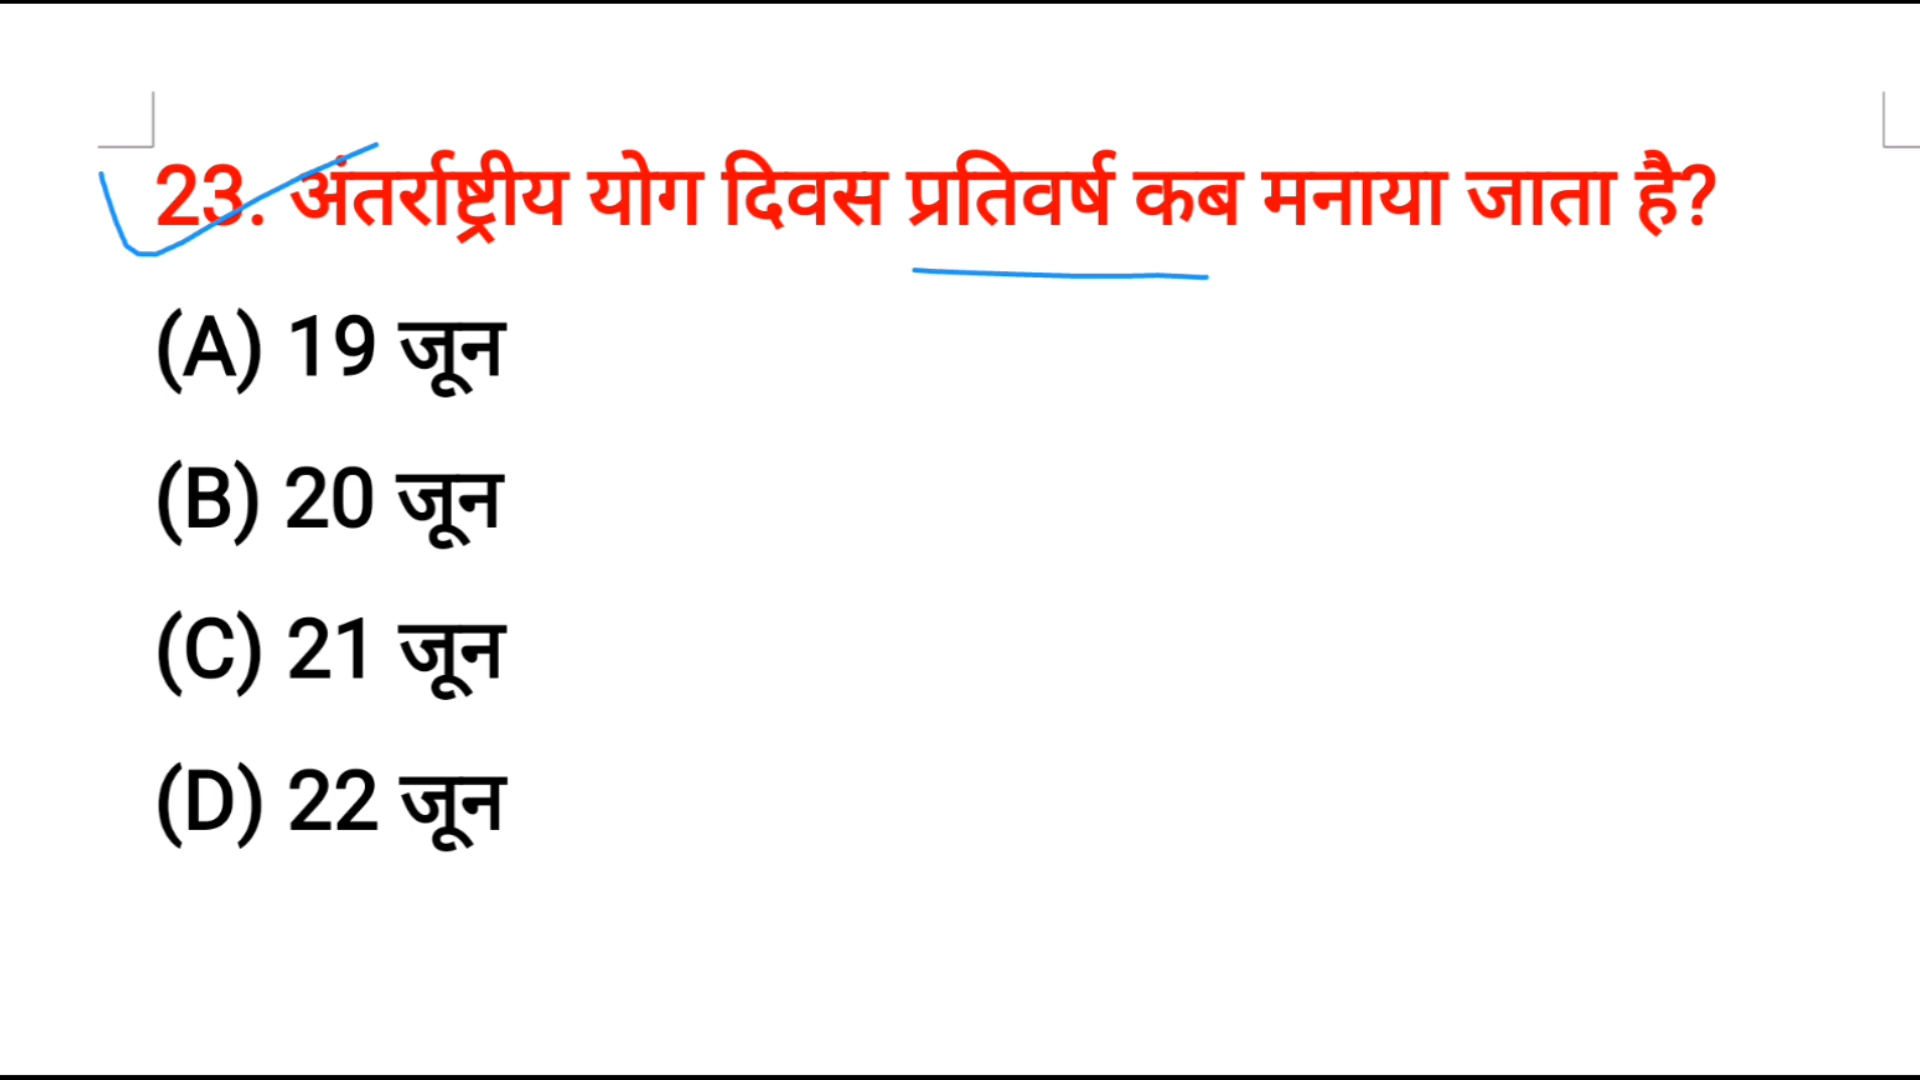 23. अंतर्राष्ट्रीय योग दिवस प्रतिवर्ष कब मनाया जाता है?
(A) 19 जून
(B) 20 जून
(C) 21 जून
(D) 22 जून